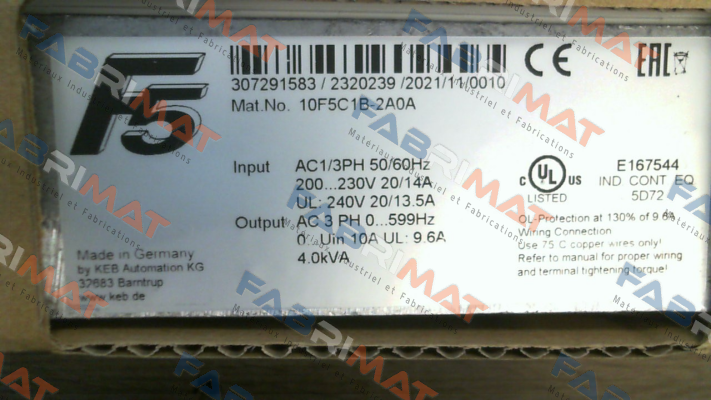 F5
307291583 / 2320239 /2021/11/0010
Mat.No. 10F5C1B-2A0A
CE
EAC
Input AC1/3PH 50/60Hz
200...230V 20/14A
UL: 240V 20/13.5A
Output AC 3 PH 0...599Hz
0...Uin 10A UL: 9.6A
4.0kVA
C UL US
LISTED
E167544
IND CONT EQ
5D72
OL-Protection at 130% of 9.6A
Wiring Connection
Use 75 C copper wires only!
Refer to manual for proper wiring
and terminal tightening torque!
Made in Germany
by KEB Automation KG
32683 Barntrup
www.keb.de
FABRIMAT
Matériel Industriel et Fabrications